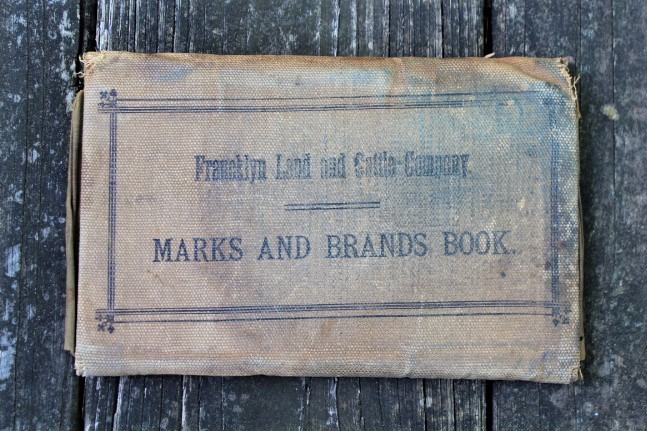 Francklyn Land and Cattle Company.
MARKS AND BRANDS BOOK.